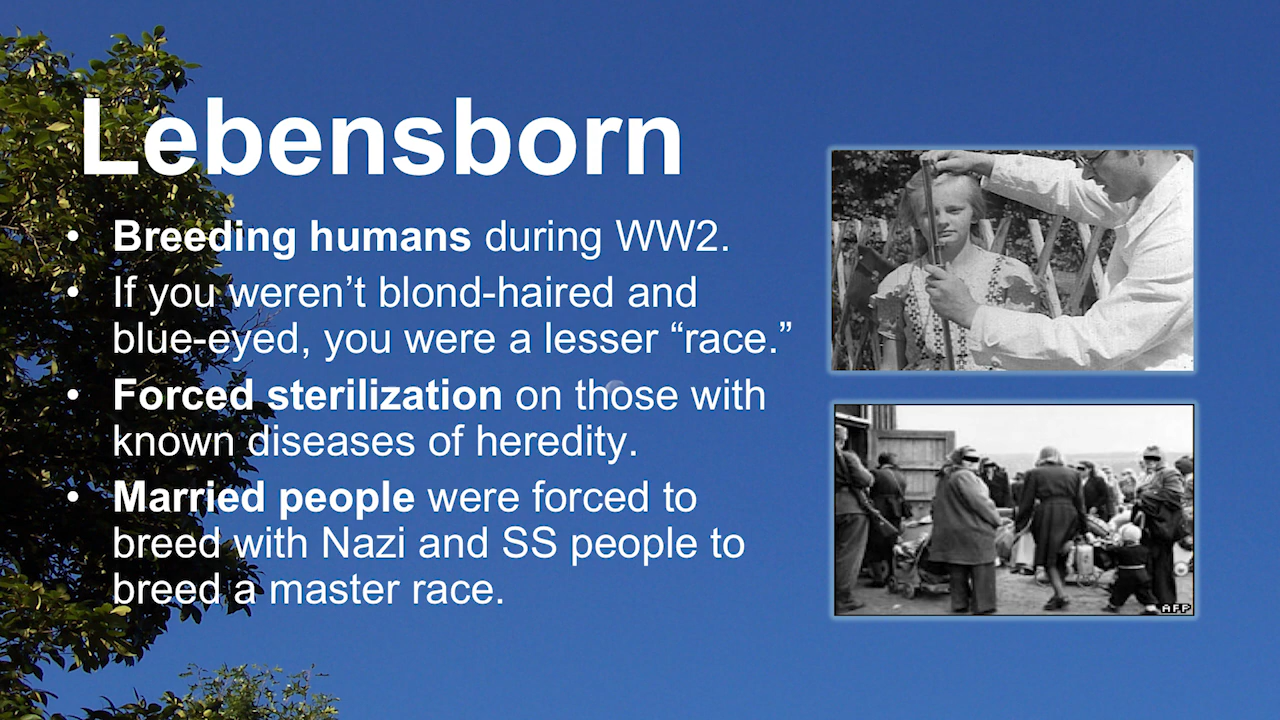 Lebensborn
• Breeding humans during WW2.
• If you weren’t blond-haired and
blue-eyed, you were a lesser “race.”
• Forced sterilization on those with
known diseases of heredity.
• Married people were forced to
breed with Nazi and SS people to
breed a master race.
AFP